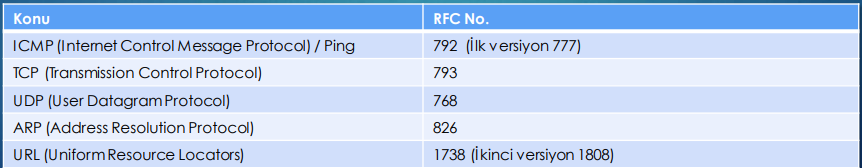 Konu RFC No.
ICMP (Internet Control Message Protocol) / Ping 792 (İlk versiyon 777)
TCP (Transmission Control Protocol) 793
UDP (User Datagram Protocol) 768
ARP (Address Resolution Protocol) 826
URL (Uniform Resource Locators) 1738 (İkinci versiyon 1808)